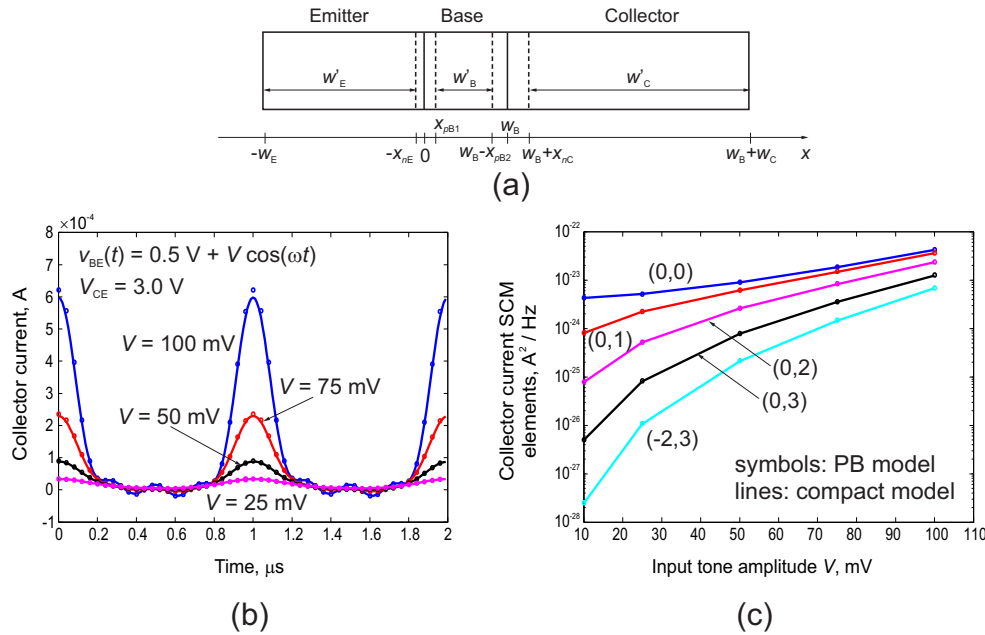 Emitter Base Collector
w'E w'B w'C
xpB1 wB
-wE -xnE 0 wB-xpB2 wB+xnC wB+wC x
(a)
×10⁻⁴
8
7
6
5
4
3
2
1
0
-1
Collector current, A
vBE(t) = 0.5 V + V cos(ωt)
VCE = 3.0 V
V = 100 mV
V = 75 mV
V = 50 mV
V = 25 mV
0 0.2 0.4 0.6 0.8 1 1.2 1.4 1.6 1.8 2
Time, μs
(b)
10⁻²²
10⁻²³
10⁻²⁴
10⁻²⁵
10⁻²⁶
10⁻²⁷
10⁻²⁸
Collector current SCM
elements, A² / Hz
(0,0)
(0,1)
(0,2)
(0,3)
(-2,3)
symbols: PB model
lines: compact model
10 20 30 40 50 60 70 80 90 100 110
Input tone amplitude V, mV
(c)